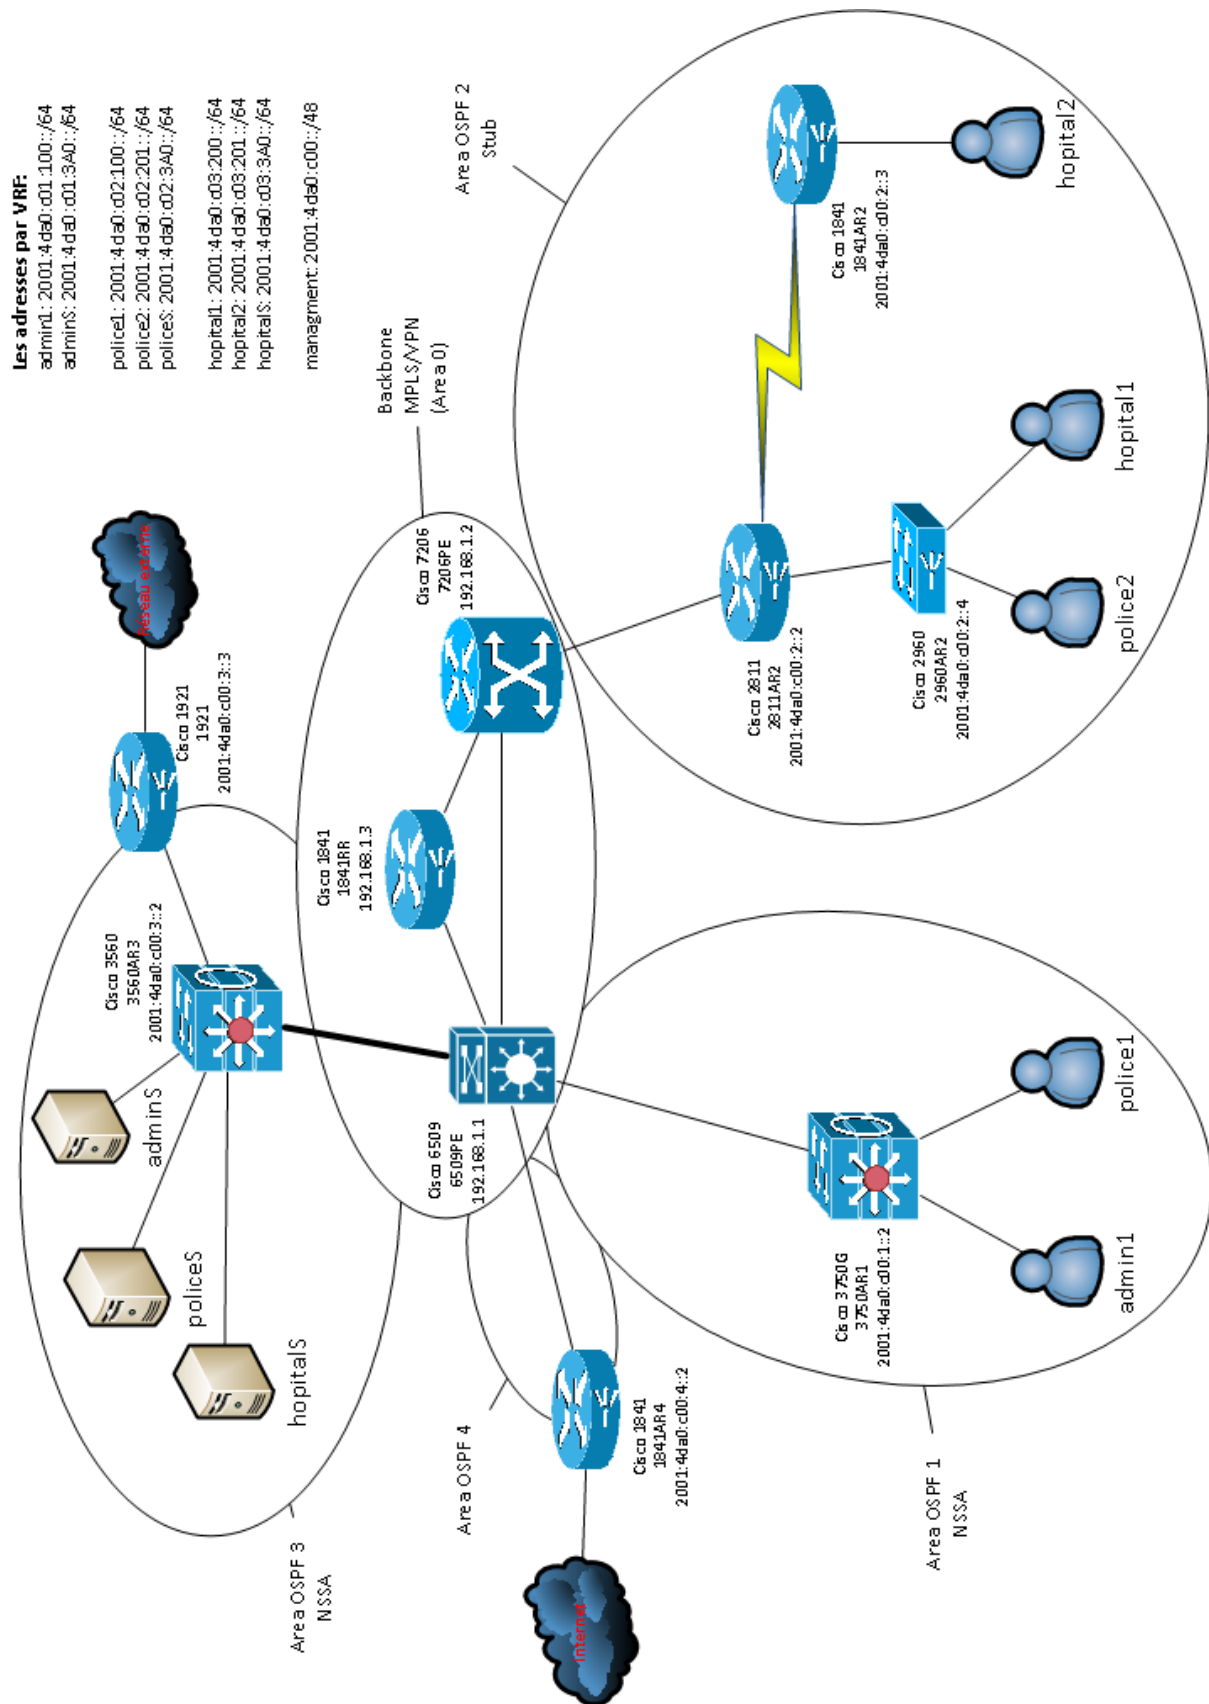 Les adresses par VRF:
admin1: 2001:4da0:c01:100::/64
adminS: 2001:4da0:c01:3A0::/64
police1: 2001:4da0:c02:100::/64
police2: 2001:4da0:c02:201::/64
policeS: 2001:4da0:c02:3A0::/64
hopital1: 2001:4da0:c03:200::/64
hopital2: 2001:4da0:c03:201::/64
hopitalS: 2001:4da0:c03:3A0::/64
managment: 2001:4da0:c00::/48
Réseau externe
Cisco 1921
1921
2001:4da0:c00:3::3
Cisco 3560
3560AR3
2001:4da0:c00:3::2
adminS
policeS
hopitalS
Area OSPF 3
NSSA
Backbone
MPLS/VPN
(Area 0)
Cisco 7206
7206PE
192.168.1.2
Cisco 1841
1841RR
192.168.1.3
Cisco 6509
6509PE
192.168.1.1
Area OSPF 4
Cisco 1841
1841AR4
2001:4da0:c00:4::2
Internet
Area OSPF 2
Stub
Cisco 1841
1841AR2
2001:4da0:c00:2::3
hopital2
Cisco 2811
2811AR2
2001:4da0:c00:2::2
Cisco 2960
2960AR2
2001:4da0:c00:2::4
hopital1
police2
Cisco 3750G
3750AR1
2001:4da0:c00:1::2
admin1
police1
Area OSPF 1
NSSA